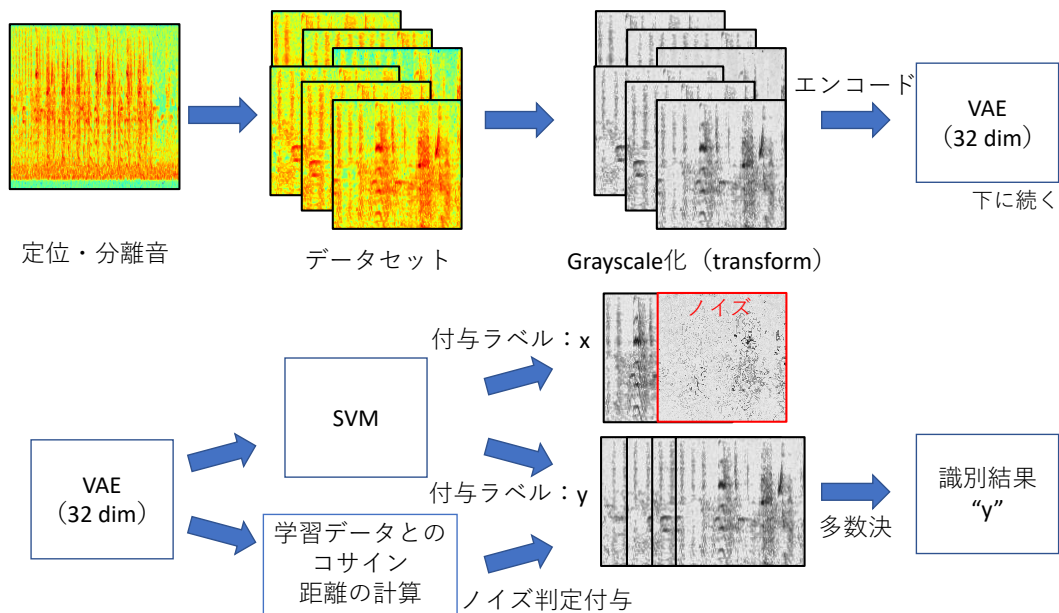 エンコード
VAE
（32 dim）
下に続く
定位・分離音
データセット
Grayscale化（transform）
ノイズ
付与ラベル：x
SVM
VAE
（32 dim）
付与ラベル：y
識別結果
“y”
多数決
学習データとの
コサイン
距離の計算
ノイズ判定付与